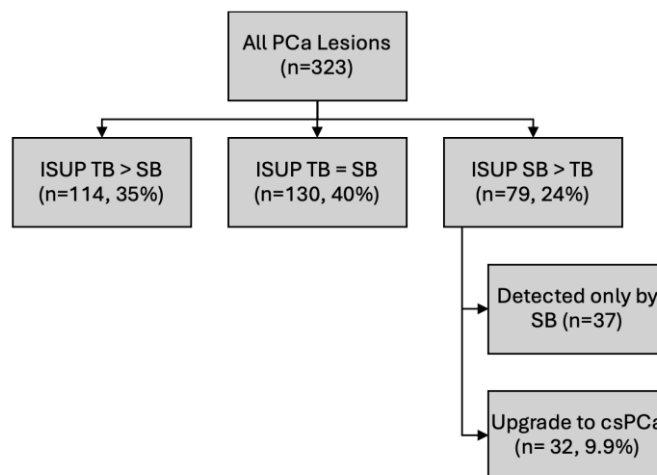 All PCa Lesions
(n=323)
ISUP TB > SB
(n=114, 35%)
ISUP TB = SB
(n=130, 40%)
ISUP SB > TB
(n=79, 24%)
Detected only by
SB (n=37)
Upgrade to csPCa
(n= 32, 9.9%)